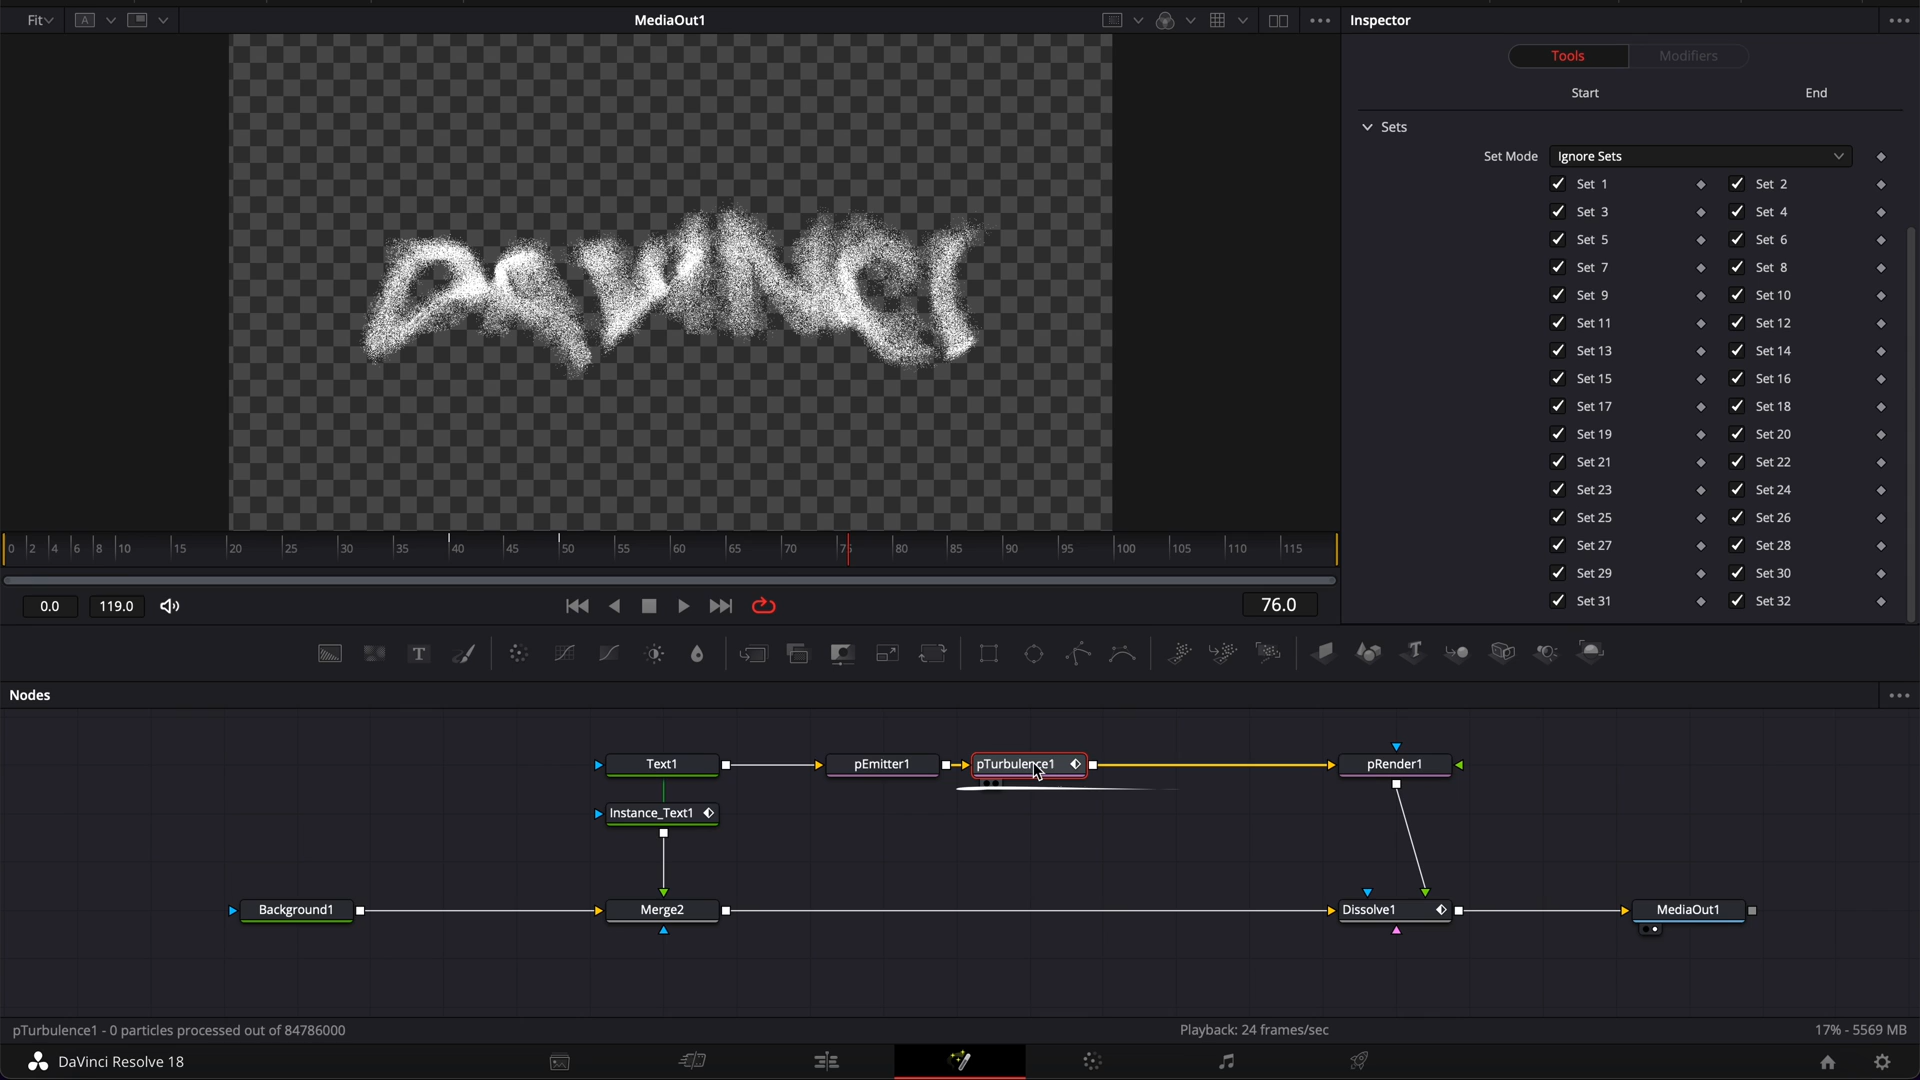 Fit
A
MediaOut1
Inspector
Tools
Modifiers
Start
End
Sets
Set Mode
Ignore Sets
Set 1
Set 2
Set 3
Set 4
Set 5
Set 6
Set 7
Set 8
Set 9
Set 10
Set 11
Set 12
Set 13
Set 14
Set 15
Set 16
Set 17
Set 18
Set 19
Set 20
Set 21
Set 22
Set 23
Set 24
Set 25
Set 26
Set 27
Set 28
Set 29
Set 30
Set 31
Set 32
DAVINCI
0 2 4 6 8 10 15 20 25 30 35 40 45 50 55 60 65 70 75 80 85 90 95 100 105 110 115
0.0
119.0
76.0
T
T
Nodes
Text1
pEmitter1
pTurbulence1
pRender1
Instance_Text1
Background1
Merge2
Dissolve1
MediaOut1
pTurbulence1 - 0 particles processed out of 84786000
Playback: 24 frames/sec
17% - 5569 MB
DaVinci Resolve 18